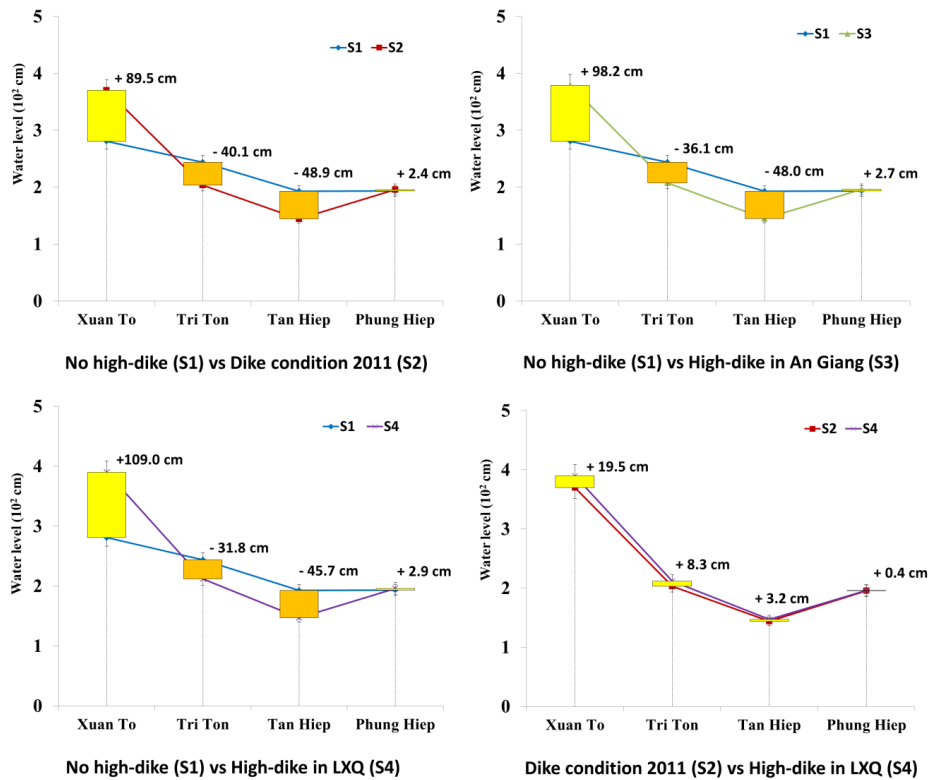 5
4
3
2
1
0
Water level (10² cm)
S1 S2
+ 89.5 cm
- 40.1 cm
- 48.9 cm
+ 2.4 cm
Xuan To Tri Ton Tan Hiep Phung Hiep
No high-dike (S1) vs Dike condition 2011 (S2)
5
4
3
2
1
0
Water level (10² cm)
S1 S3
+ 98.2 cm
- 36.1 cm
- 48.0 cm
+ 2.7 cm
Xuan To Tri Ton Tan Hiep Phung Hiep
No high-dike (S1) vs High-dike in An Giang (S3)
5
4
3
2
1
0
Water level (10² cm)
S1 S4
+109.0 cm
- 31.8 cm
- 45.7 cm
+ 2.9 cm
Xuan To Tri Ton Tan Hiep Phung Hiep
No high-dike (S1) vs High-dike in LXQ (S4)
5
4
3
2
1
0
Water level (10² cm)
S2 S4
+ 19.5 cm
+ 8.3 cm
+ 3.2 cm
+ 0.4 cm
Xuan To Tri Ton Tan Hiep Phung Hiep
Dike condition 2011 (S2) vs High-dike in LXQ (S4)